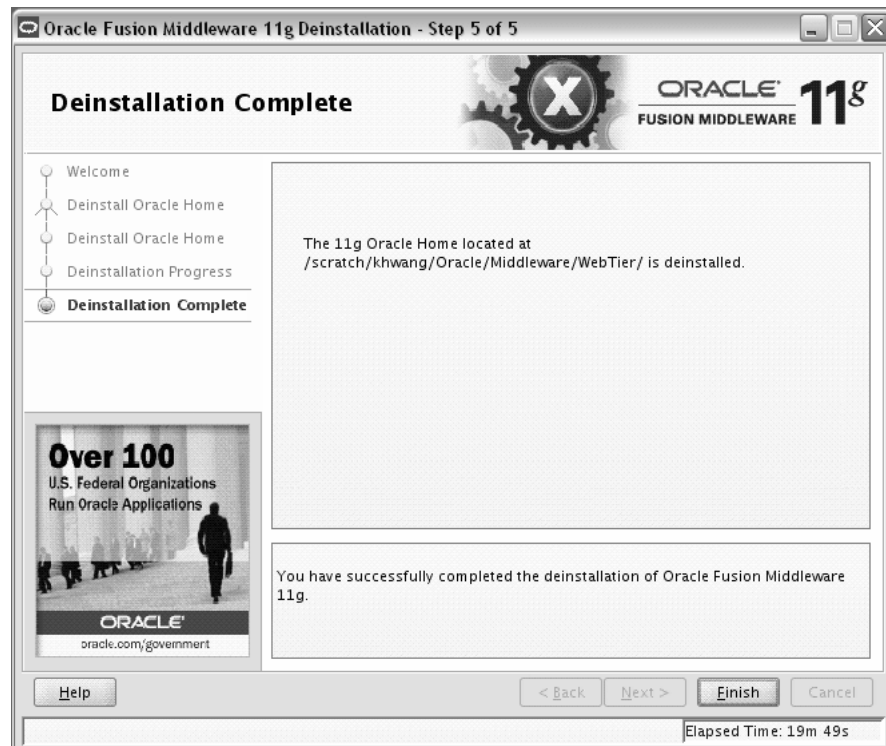 Oracle Fusion Middleware 11g Deinstallation - Step 5 of 5
Deinstallation Complete
X
ORACLE
FUSION MIDDLEWARE
11g
Welcome
Deinstall Oracle Home
Deinstall Oracle Home
Deinstallation Progress
Deinstallation Complete
The 11g Oracle Home located at
/scratch/khwang/Oracle/Middleware/WebTier/ is deinstalled.
Over 100
U.S. Federal Organizations
Run Oracle Applications
ORACLE
oracle.com/government
You have successfully completed the deinstallation of Oracle Fusion Middleware
11g.
Help
< Back
Next >
Finish
Cancel
Elapsed Time: 19m 49s